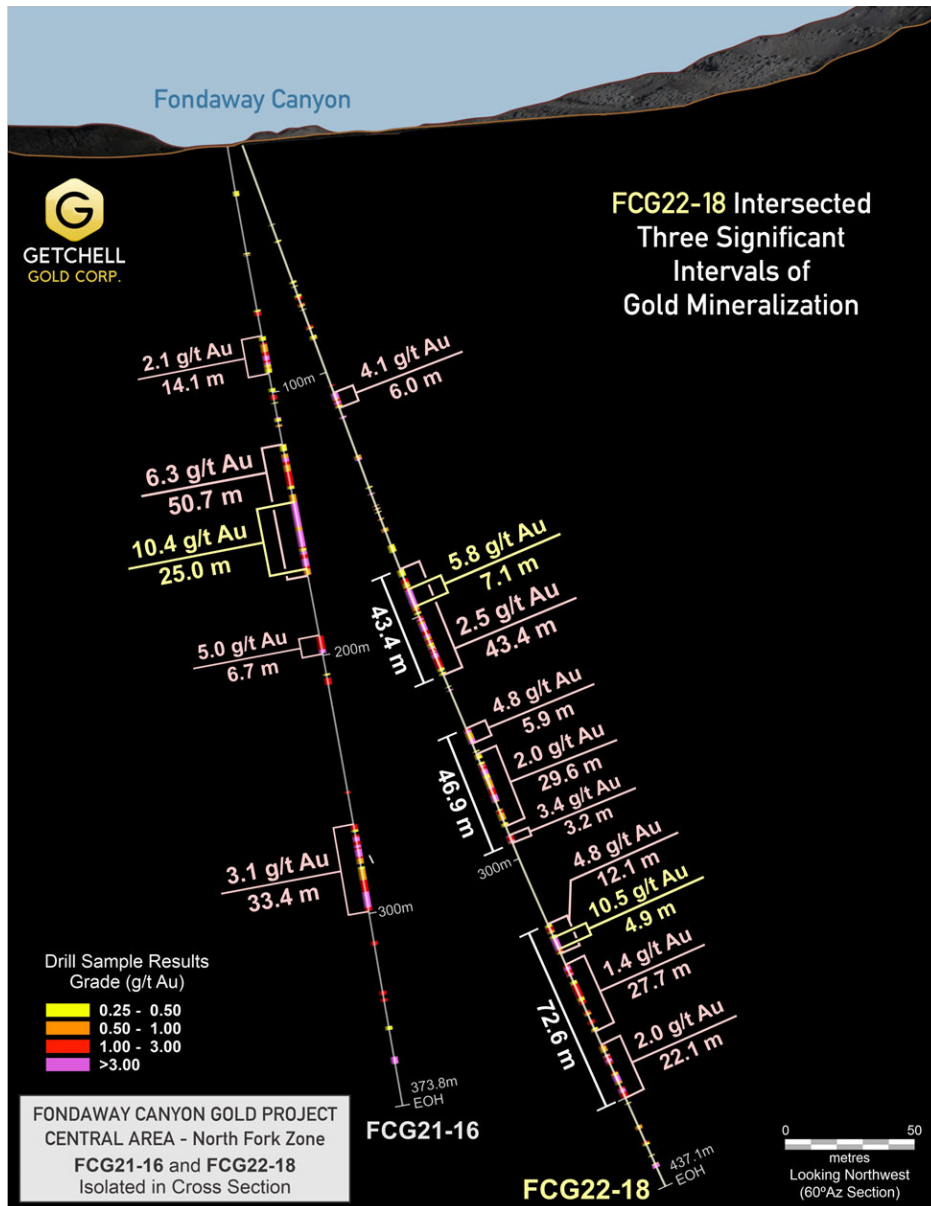 Fondaway Canyon
G
GETCHELL
GOLD CORP.
FCG22-18 Intersected
Three Significant
Intervals of
Gold Mineralization
2.1 g/t Au
14.1 m
100m
4.1 g/t Au
6.0 m
6.3 g/t Au
50.7 m
10.4 g/t Au
25.0 m
5.8 g/t Au
7.1 m
2.5 g/t Au
43.4 m
43.4 m
5.0 g/t Au
6.7 m
200m
4.8 g/t Au
5.9 m
2.0 g/t Au
29.6 m
46.9 m
3.4 g/t Au
3.2 m
300m
3.1 g/t Au
33.4 m
300m
4.8 g/t Au
12.1 m
10.5 g/t Au
4.9 m
1.4 g/t Au
27.7 m
72.6 m
2.0 g/t Au
22.1 m
Drill Sample Results
Grade (g/t Au)
0.25 - 0.50
0.50 - 1.00
1.00 - 3.00
>3.00
373.8m
EOH
FCG21-16
437.1m
EOH
FCG22-18
FONDAWAY CANYON GOLD PROJECT
CENTRAL AREA - North Fork Zone
FCG21-16 and FCG22-18
Isolated in Cross Section
0 50
metres
Looking Northwest
(60ºAz Section)